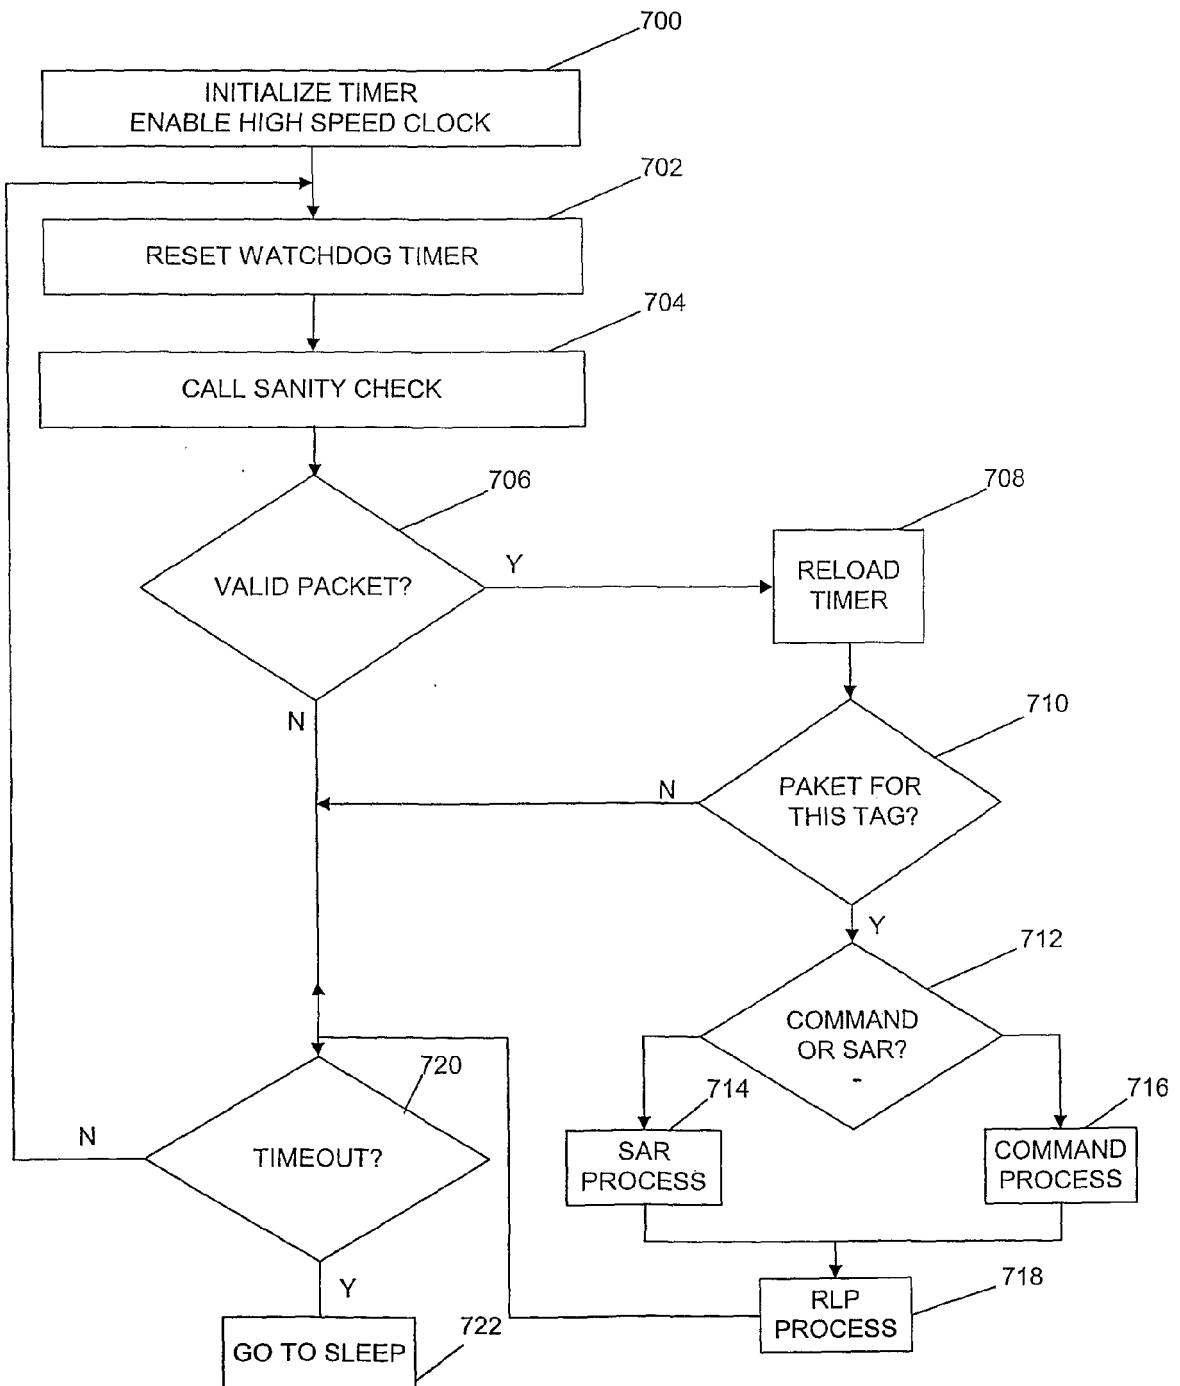 700
INITIALIZE TIMER
ENABLE HIGH SPEED CLOCK
702
RESET WATCHDOG TIMER
704
CALL SANITY CHECK
706
VALID PACKET?
Y
N
708
RELOAD
TIMER
710
PAKET FOR
THIS TAG?
N
Y
712
COMMAND
OR SAR?
714
SAR
PROCESS
716
COMMAND
PROCESS
718
RLP
PROCESS
720
TIMEOUT?
N
Y
722
GO TO SLEEP